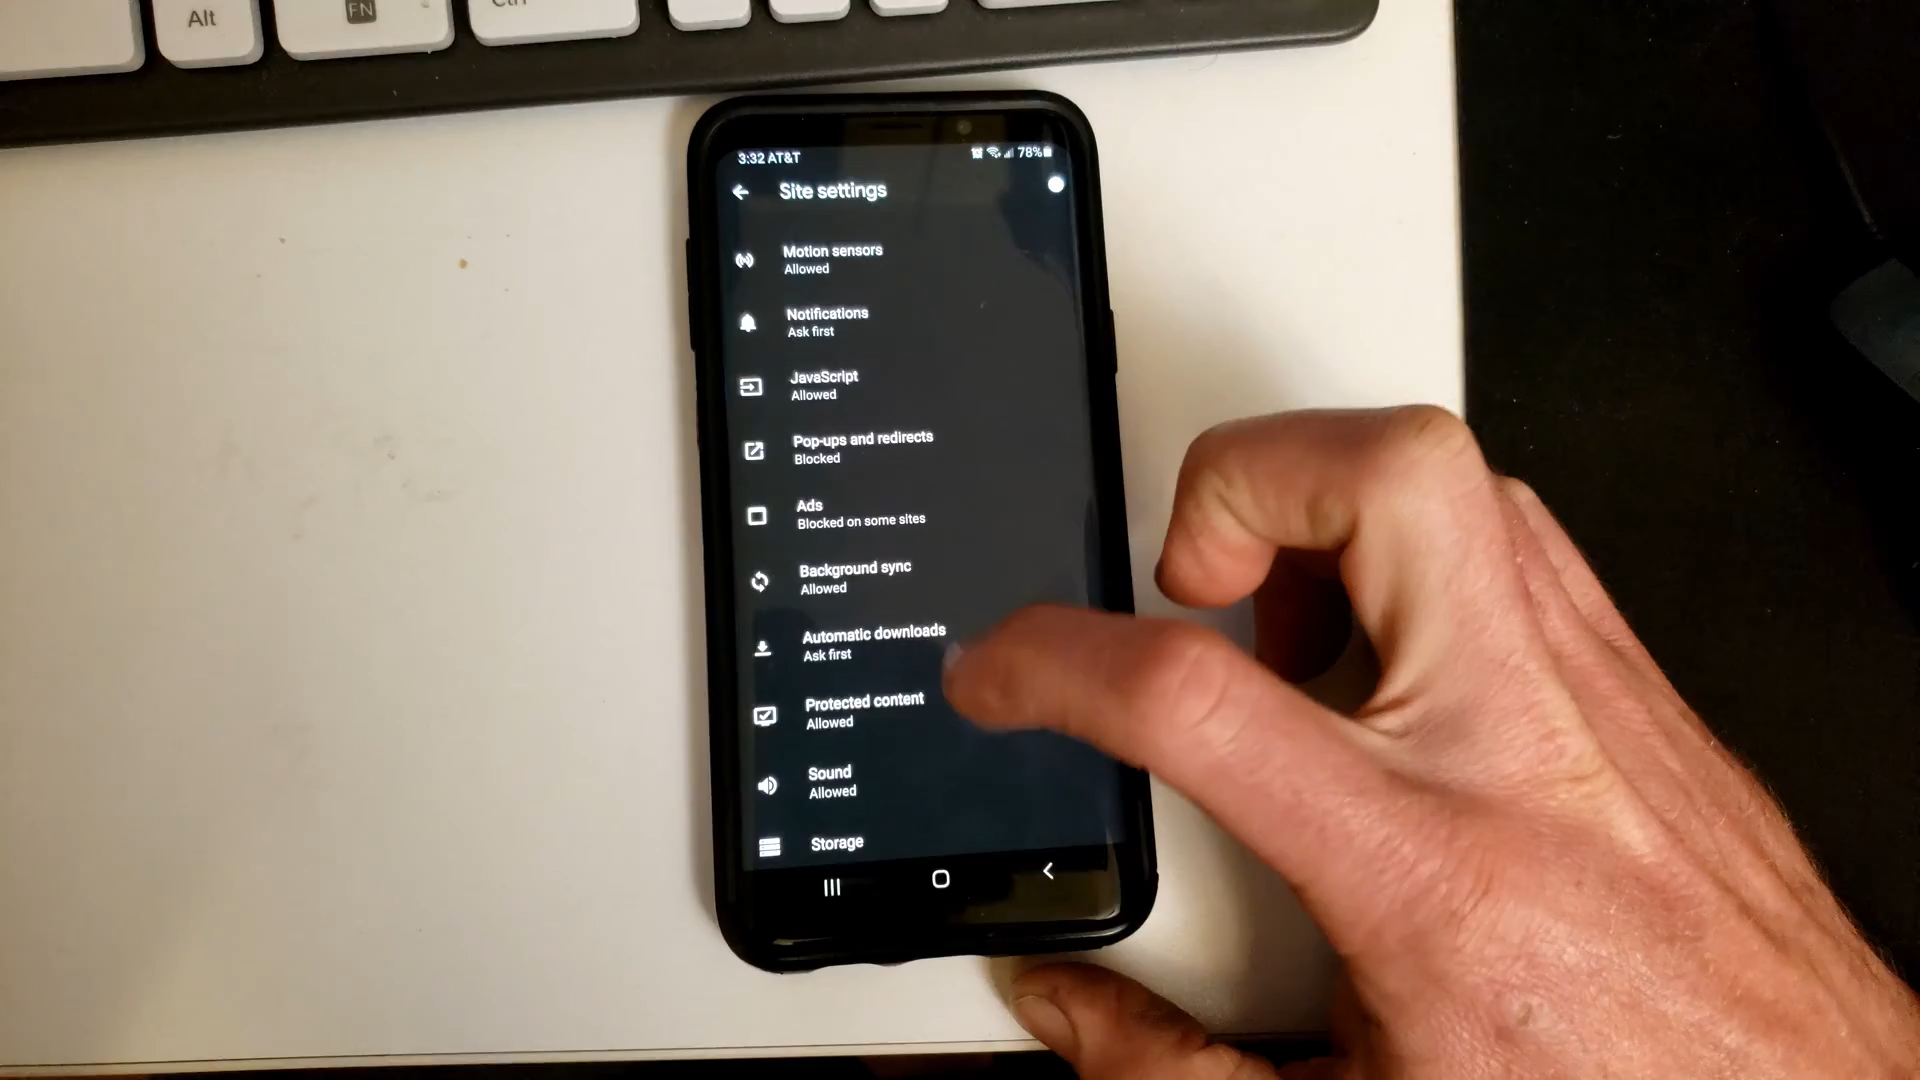 Alt
FN
Ctrl
3:32 AT&T
78%
Site settings
Motion sensors
Allowed
Notifications
Ask first
JavaScript
Allowed
Pop-ups and redirects
Blocked
Ads
Blocked on some sites
Background sync
Allowed
Automatic downloads
Ask first
Protected content
Allowed
Sound
Allowed
Storage